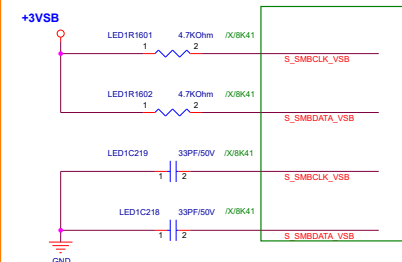 +3VSB
LED1R1601 4.7KOhm /X/8K41
1 2
S_SMBCLK_VSB
LED1R1602 4.7KOhm /X/8K41
1 2
S_SMBDATA_VSB
LED1C219 33PF/50V /X/8K41
1 2
S_SMBCLK_VSB
LED1C218 33PF/50V /X/8K41
1 2
S_SMBDATA_VSB
GND